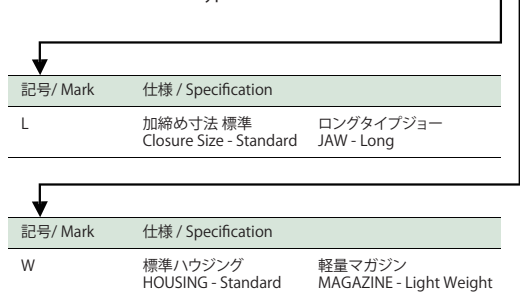 記号/ Mark 仕様 / Specification
L 加締め寸法 標準 ロングタイプジョー
Closure Size - Standard JAW - Long
記号/ Mark 仕様 / Specification
W 標準ハウジング 軽量マガジン
HOUSING - Standard MAGAZINE - Light Weight